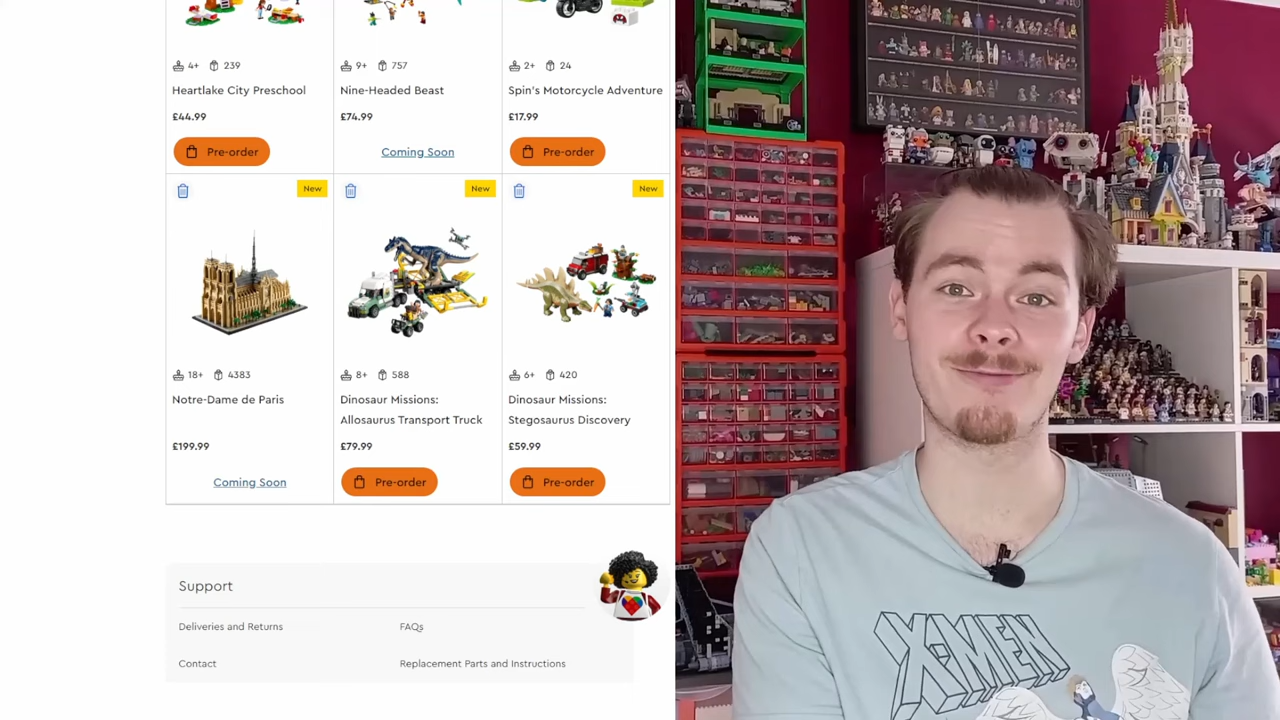 4+ 239
9+ 757
2+ 24
Heartlake City Preschool
Nine-Headed Beast
Spin's Motorcycle Adventure
£44.99
£74.99
£17.99
Pre-order
Coming Soon
Pre-order
New
New
New
18+ 4383
8+ 588
6+ 420
Notre-Dame de Paris
Dinosaur Missions:
Allosaurus Transport Truck
Dinosaur Missions:
Stegosaurus Discovery
£199.99
£79.99
£59.99
Coming Soon
Pre-order
Pre-order
Support
Deliveries and Returns
FAQs
Contact
Replacement Parts and Instructions
X-MEN